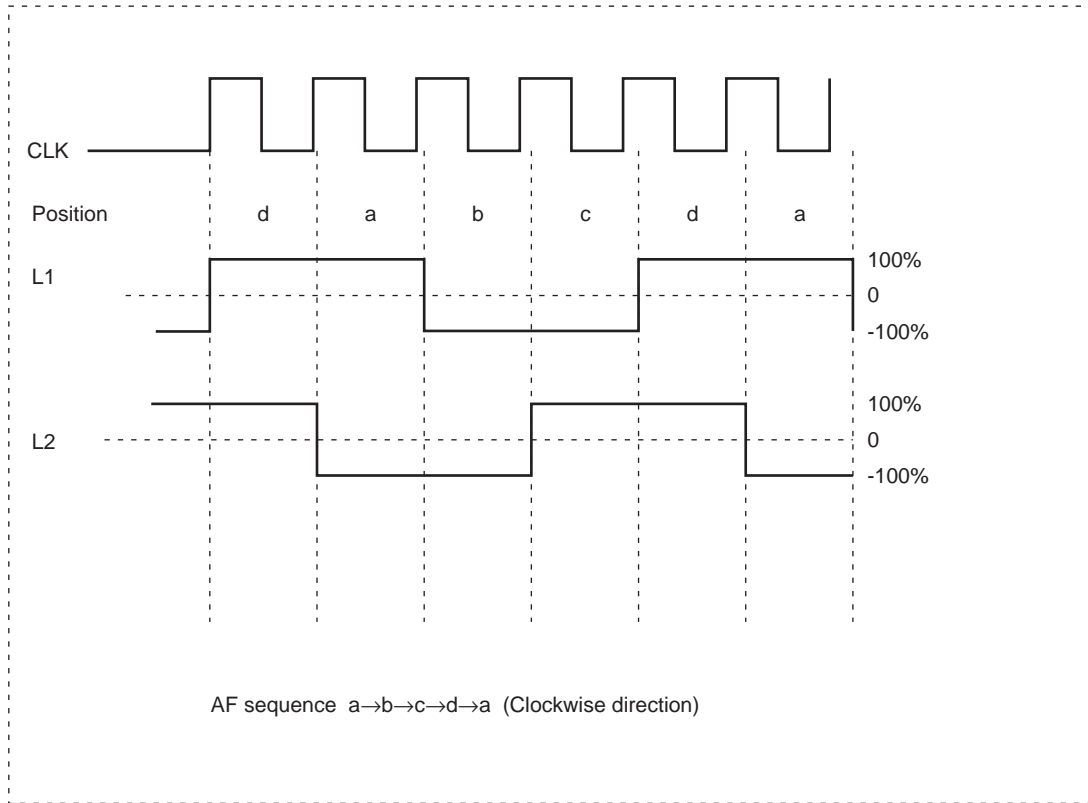 CLK
Position d a b c d a
L1
100%
0
-100%
L2
100%
0
-100%
AF sequence a→b→c→d→a (Clockwise direction)